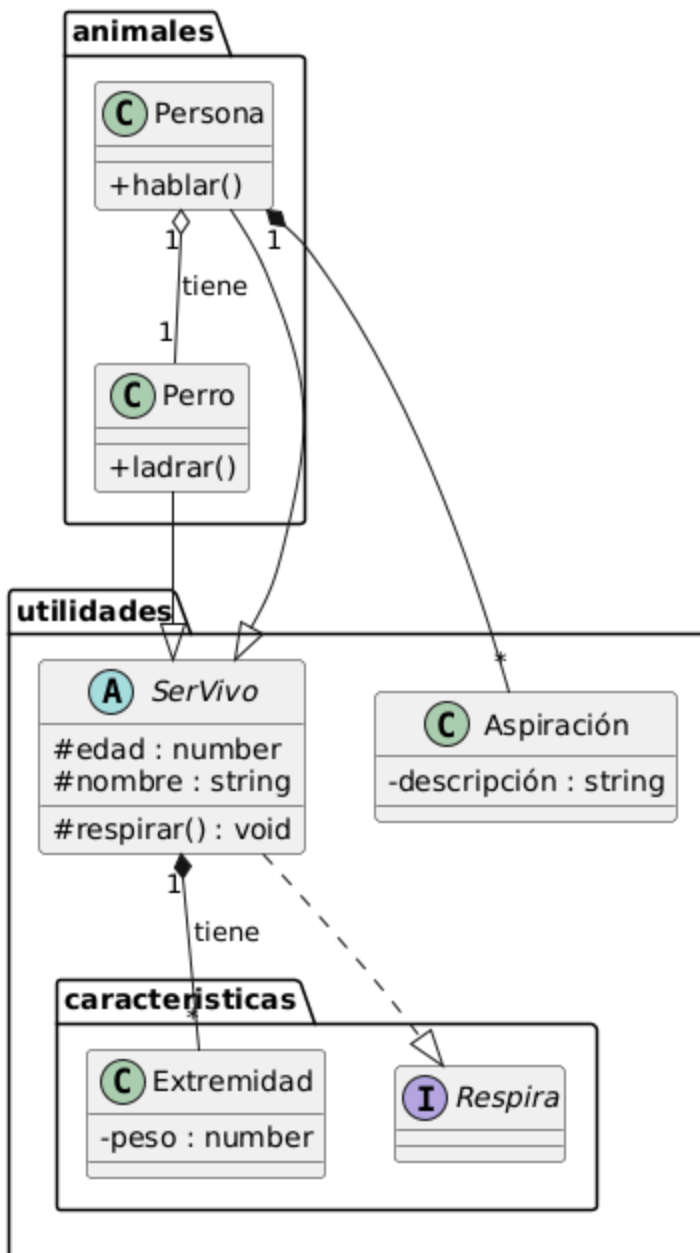 animales
C Persona
+hablar()
1
1
tiene
1
C Perro
+ladrar()
utilidades
A SerVivo
#edad : number
#nombre : string
#respirar() : void
*
C Aspiración
-descripción : string
1
tiene
*
caracteristicas
C Extremidad
-peso : number
I Respira